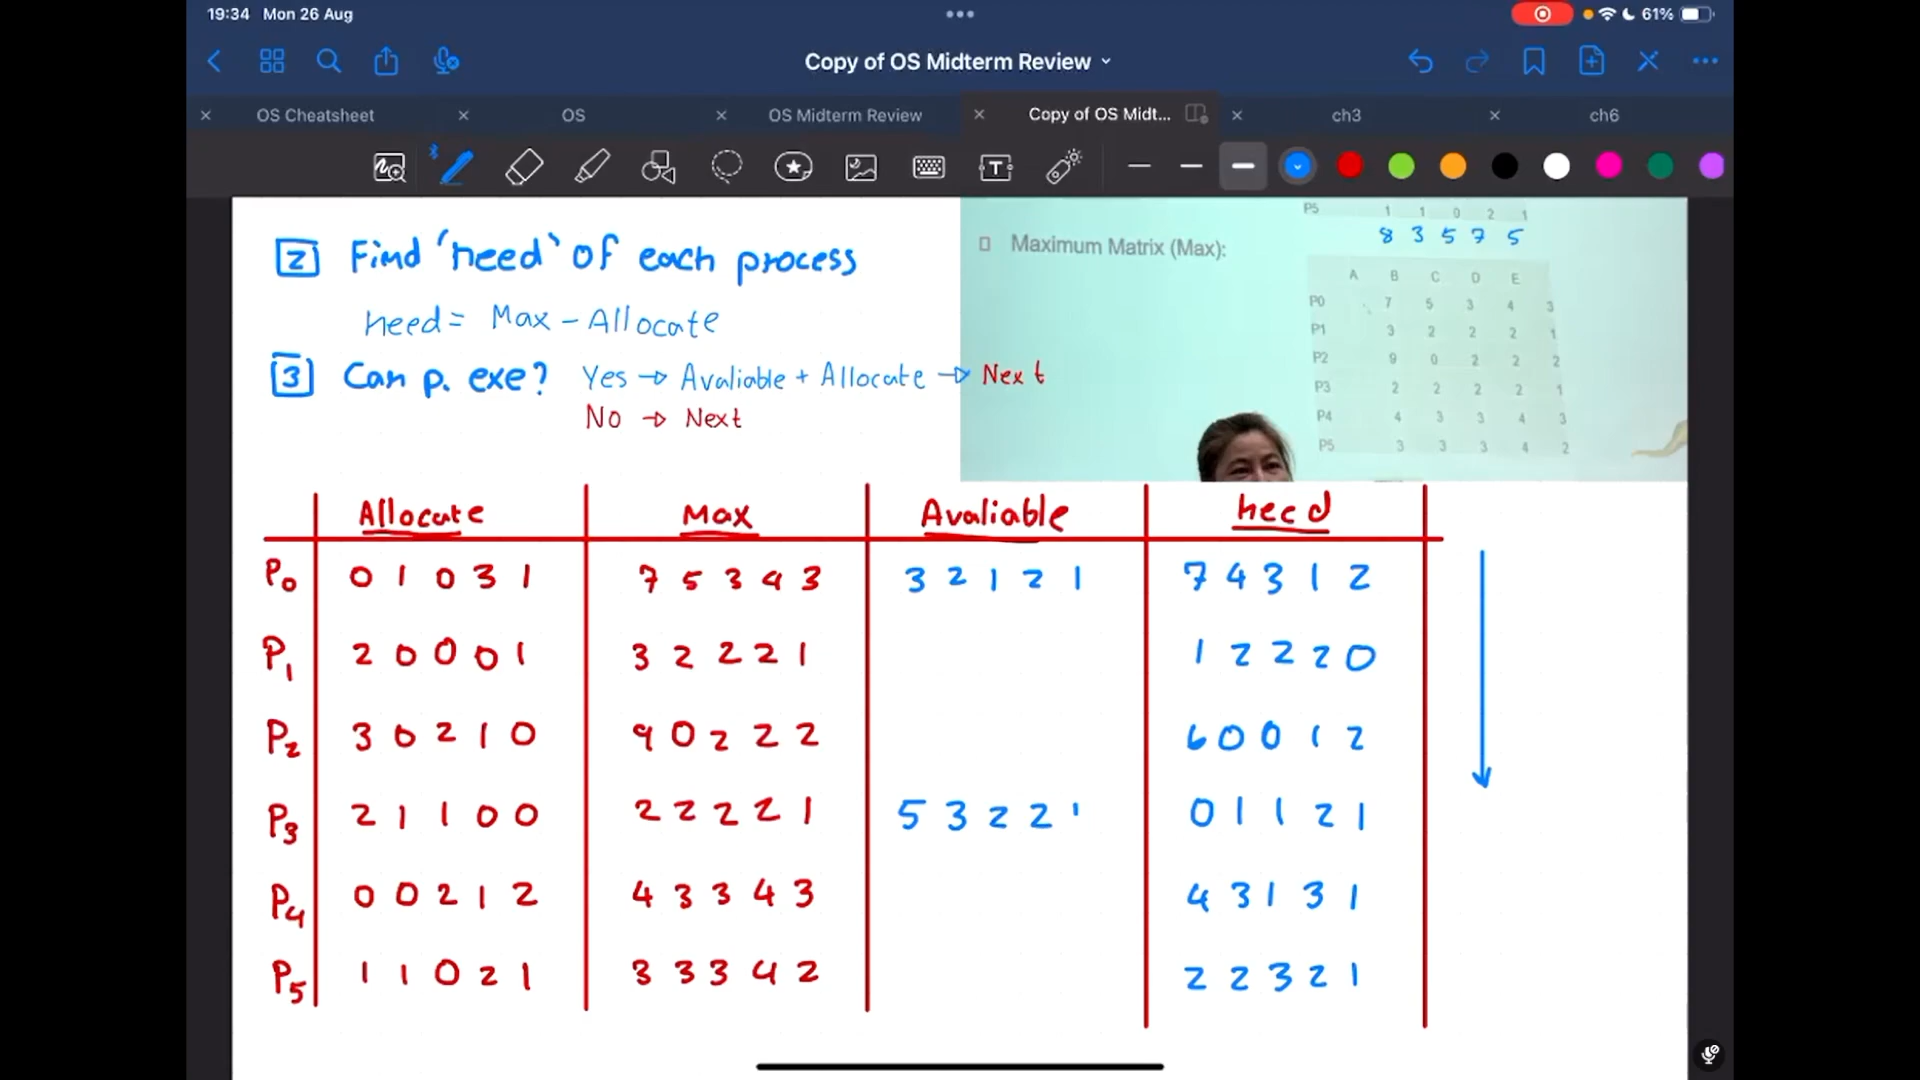 19:34 Mon 26 Aug
61%
Copy of OS Midterm Review
OS Cheatsheet
OS
OS Midterm Review
Copy of OS Midt...
ch3
ch6
T
2 Find 'need' of each process
need = Max - Allocate
3 Can p. exe? Yes → Avaliable + Allocate → Next
No → Next
P5 1 1 0 2 1
8 3 5 7 5
Maximum Matrix (Max):
A B C D E
P0 7 5 3 4 3
P1 3 2 2 2 1
P2 9 0 2 2 2
P3 2 2 2 2 1
P4 4 3 3 4 3
P5 3 3 3 4 2
Allocate Max Avaliable need
P0 0 1 0 3 1 7 5 3 4 3 3 2 1 2 1 7 4 3 1 2
P1 2 0 0 0 1 3 2 2 2 1 1 2 2 2 0
P2 3 0 2 1 0 9 0 2 2 2 6 0 0 1 2
P3 2 1 1 0 0 2 2 2 2 1 5 3 2 2 1 0 1 1 2 1
P4 0 0 2 1 2 4 3 3 4 3 4 3 1 3 1
P5 1 1 0 2 1 3 3 3 4 2 2 2 3 2 1